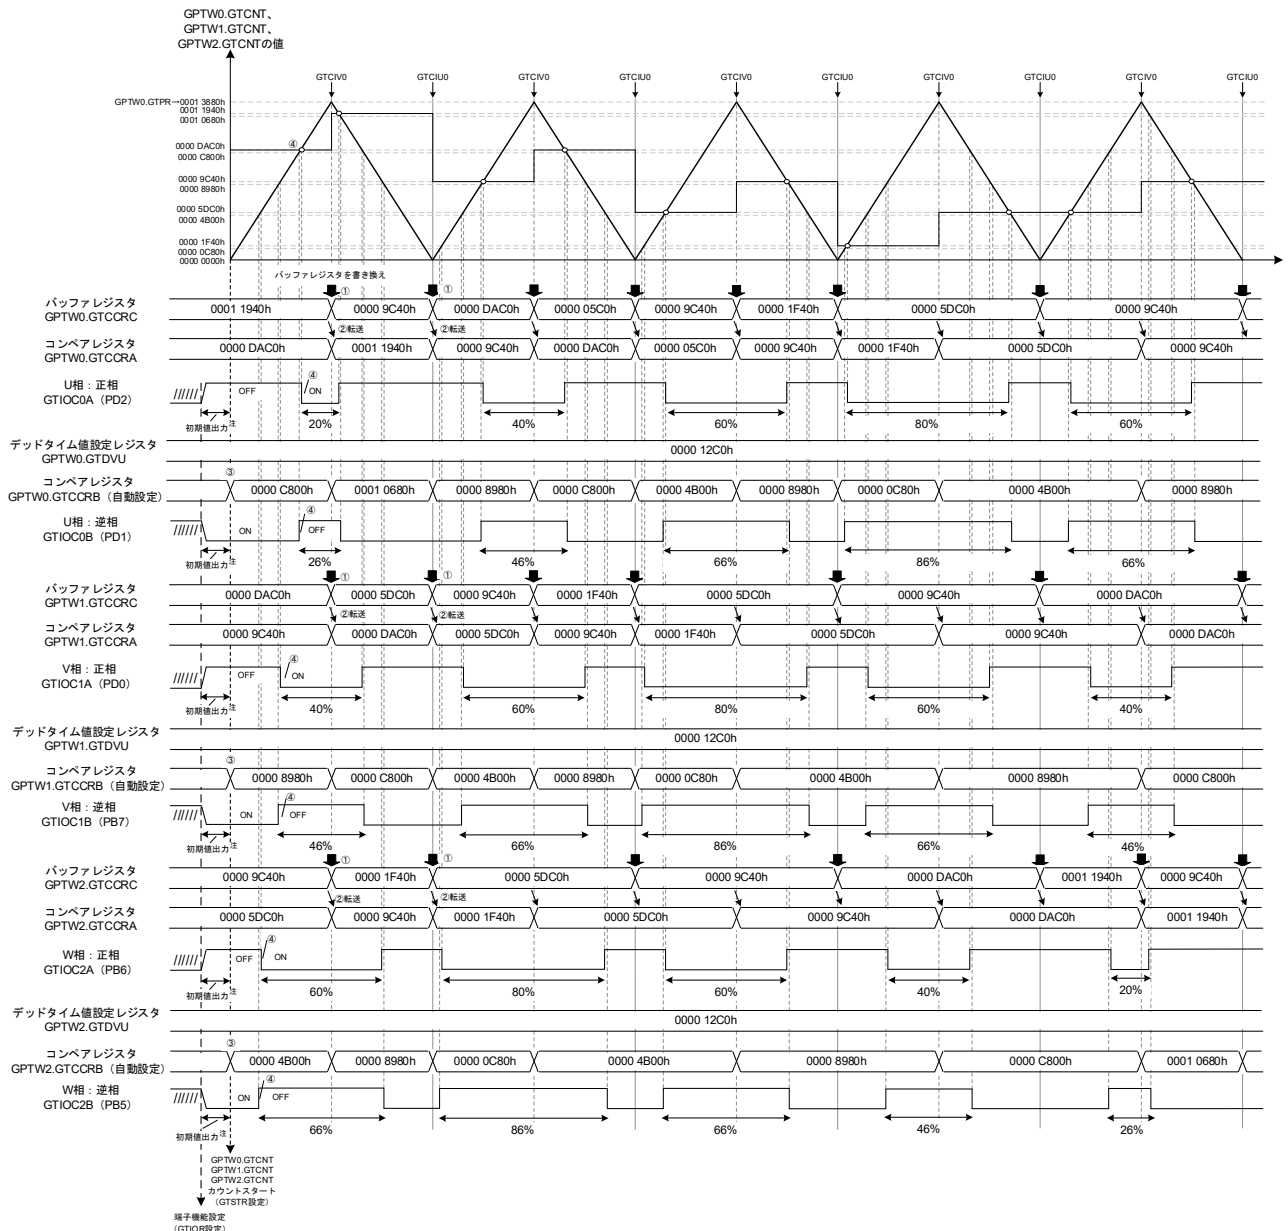 GPTW0.GTCNT、
GPTW1.GTCNT、
GPTW2.GTCNTの値
GTCIV0 GTCIU0 GTCIV0 GTCIU0 GTCIV0 GTCIU0 GTCIV0 GTCIU0 GTCIV0 GTCIU0
GPTW0.GTPR→0001 3880h
0001 1940h
0001 0680h
0000 DAC0h
④
0000 C800h
0000 9C40h
0000 8980h
0000 5DC0h
0000 4B00h
0000 1F40h
0000 0C80h
0000 0000h
バッファレジスタを書き換え
バッファレジスタ
GPTW0.GTCCRC
① ①
0001 1940h 0000 9C40h 0000 DAC0h 0000 05C0h 0000 9C40h 0000 1F40h 0000 5DC0h 0000 9C40h
②転送 ②転送
コンペアレジスタ
GPTW0.GTCCRA
0000 DAC0h 0001 1940h 0000 9C40h 0000 DAC0h 0000 05C0h 0000 9C40h 0000 1F40h 0000 5DC0h 0000 9C40h
U相：正相
GTIOC0A（PD2）
OFF ④ ON
初期値出力注
20% 40% 60% 80% 60%
デッドタイム値設定レジスタ
GPTW0.GTDVU
0000 12C0h
コンペアレジスタ
GPTW0.GTCCRB（自動設定）
③
0000 C800h 0001 0680h 0000 8980h 0000 C800h 0000 4B00h 0000 8980h 0000 0C80h 0000 4B00h 0000 8980h
U相：逆相
GTIOC0B（PD1）
ON ④ OFF
初期値出力注
26% 46% 66% 86% 66%
バッファレジスタ
GPTW1.GTCCRC
① ①
0000 DAC0h 0000 5DC0h 0000 9C40h 0000 1F40h 0000 5DC0h 0000 9C40h 0000 DAC0h
②転送 ②転送
コンペアレジスタ
GPTW1.GTCCRA
0000 9C40h 0000 DAC0h 0000 5DC0h 0000 9C40h 0000 1F40h 0000 5DC0h 0000 9C40h 0000 DAC0h
V相：正相
GTIOC1A（PD0）
OFF ④ ON
初期値出力注
40% 60% 80% 60% 40%
デッドタイム値設定レジスタ
GPTW1.GTDVU
0000 12C0h
コンペアレジスタ
GPTW1.GTCCRB（自動設定）
③
0000 8980h 0000 C800h 0000 4B00h 0000 8980h 0000 0C80h 0000 4B00h 0000 8980h 0000 C800h
V相：逆相
GTIOC1B（PB7）
ON ④ OFF
初期値出力注
46% 66% 86% 66% 46%
バッファレジスタ
GPTW2.GTCCRC
① ①
0000 9C40h 0000 1F40h 0000 5DC0h 0000 9C40h 0000 DAC0h 0001 1940h 0000 9C40h
②転送 ②転送
コンペアレジスタ
GPTW2.GTCCRA
0000 5DC0h 0000 9C40h 0000 1F40h 0000 5DC0h 0000 9C40h 0000 DAC0h 0001 1940h
W相：正相
GTIOC2A（PB6）
OFF ④ ON
初期値出力注
60% 80% 60% 40% 20%
デッドタイム値設定レジスタ
GPTW2.GTDVU
0000 12C0h
コンペアレジスタ
GPTW2.GTCCRB（自動設定）
③
0000 4B00h 0000 8980h 0000 0C80h 0000 4B00h 0000 8980h 0000 C800h 0001 0680h
W相：逆相
GTIOC2B（PB5）
ON ④ OFF
初期値出力注
66% 86% 66% 46% 26%
GPTW0.GTCNT
GPTW1.GTCNT
GPTW2.GTCNT
カウントスタート
（GTSTR設定）
端子機能設定
（GTIOR設定）